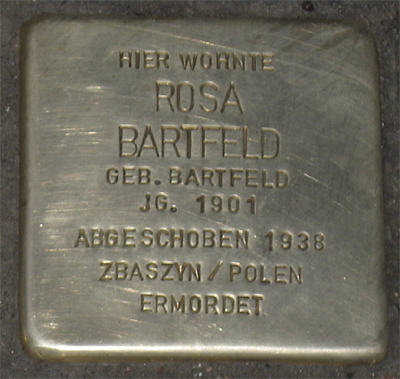 HIER WOHNTE
ROSA
BARTFELD
GEB. BARTFELD
JG. 1901
ABGESCHOBEN 1938
ZBASZYN / POLEN
ERMORDET